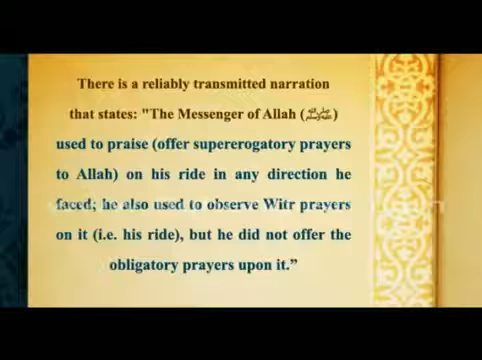 There is a reliably transmitted narration
that states: "The Messenger of Allah (ﷺ)
used to praise (offer supererogatory prayers
to Allah) on his ride in any direction he
faced; he also used to observe Witr prayers
on it (i.e. his ride), but he did not offer the
obligatory prayers upon it.”